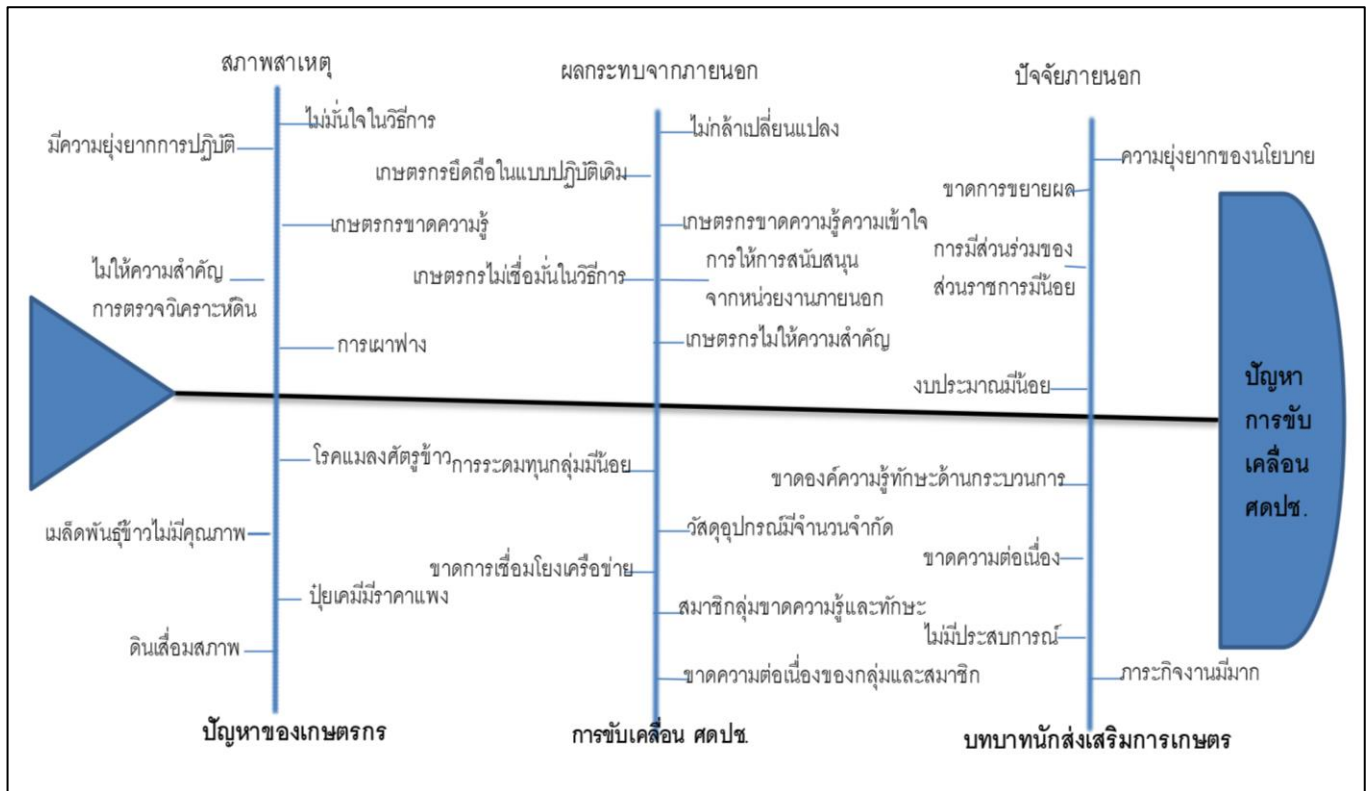 สภาพสาเหตุ
ไม่มั่นใจในวิธีการ
มีความยุ่งยากการปฏิบัติ
เกษตรกรขาดความรู้
ไม่ให้ความสำคัญ
การตรวจวิเคราะห์ดิน
การเผาฟาง
โรคแมลงศัตรูข้าว
เมล็ดพันธุ์ข้าวไม่มีคุณภาพ
ปุ๋ยเคมีมีราคาแพง
ดินเสื่อมสภาพ
ปัญหาของเกษตรกร
ผลกระทบจากภายนอก
ไม่กล้าเปลี่ยนแปลง
เกษตรกรยึดถือในแบบปฏิบัติเดิม
เกษตรกรขาดความรู้ความเข้าใจ
เกษตรกรไม่เชื่อมั่นในวิธีการ
การให้การสนับสนุน
จากหน่วยงานภายนอก
เกษตรกรไม่ให้ความสำคัญ
การระดมทุนกลุ่มมีน้อย
วัสดุอุปกรณ์มีจำนวนจำกัด
ขาดการเชื่อมโยงเครือข่าย
สมาชิกลุ่มขาดความรู้และทักษะ
ขาดความต่อเนื่องของกลุ่มและสมาชิก
การขับเคลื่อน ศดปช.
ปัจจัยภายนอก
ความยุ่งยากของนโยบาย
ขาดการขยายผล
การมีส่วนร่วมของ
ส่วนราชการมีน้อย
งบประมาณมีน้อย
ขาดองค์ความรู้ทักษะด้านกระบวนการ
ขาดความต่อเนื่อง
ไม่มีประสบการณ์
ภาระกิจงานมีมาก
บทบาทนักส่งเสริมการเกษตร
ปัญหา
การขับ
เคลื่อน
ศดปช.